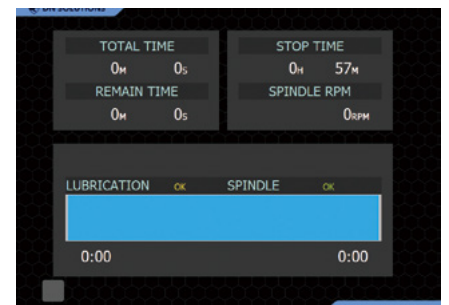 DN SOLUTIONS
TOTAL TIME
0M 0S
REMAIN TIME
0M 0S
STOP TIME
0H 57M
SPINDLE RPM
0RPM
LUBRICATION OK SPINDLE OK
0:00 0:00